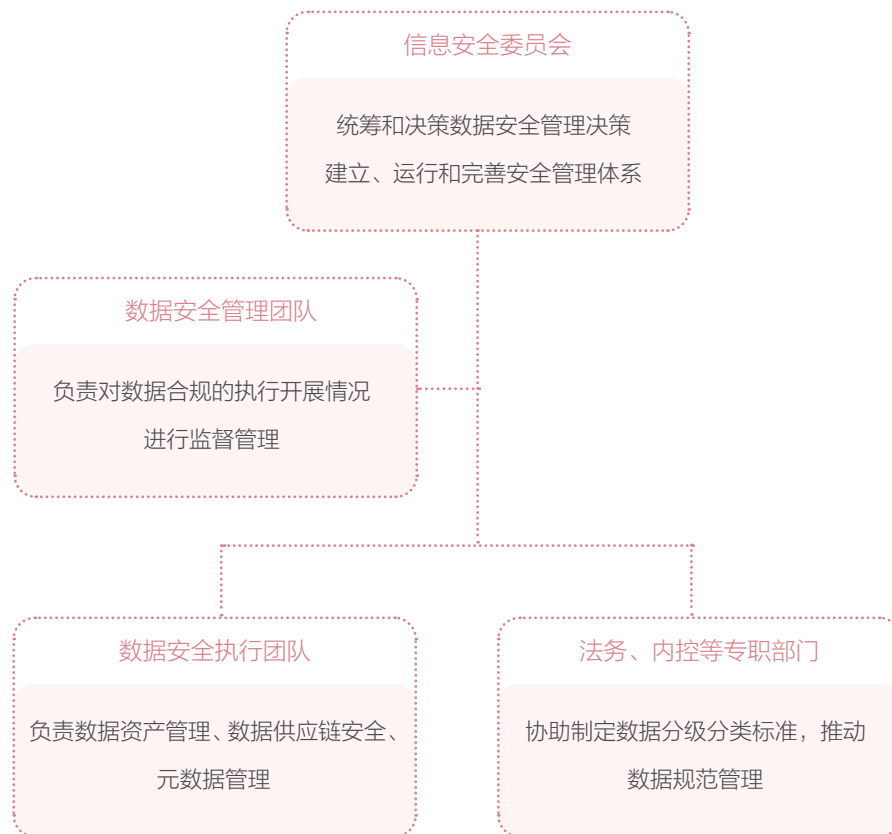 信息安全委员会
统筹和决策数据安全管理决策
建立、运行和完善安全管理体系
数据安全管理团队
负责对数据合规的执行开展情况
进行监督管理
数据安全执行团队
负责数据资产管理、数据供应链安全、
元数据管理
法务、内控等专职部门
协助制定数据分级分类标准，推动
数据规范管理